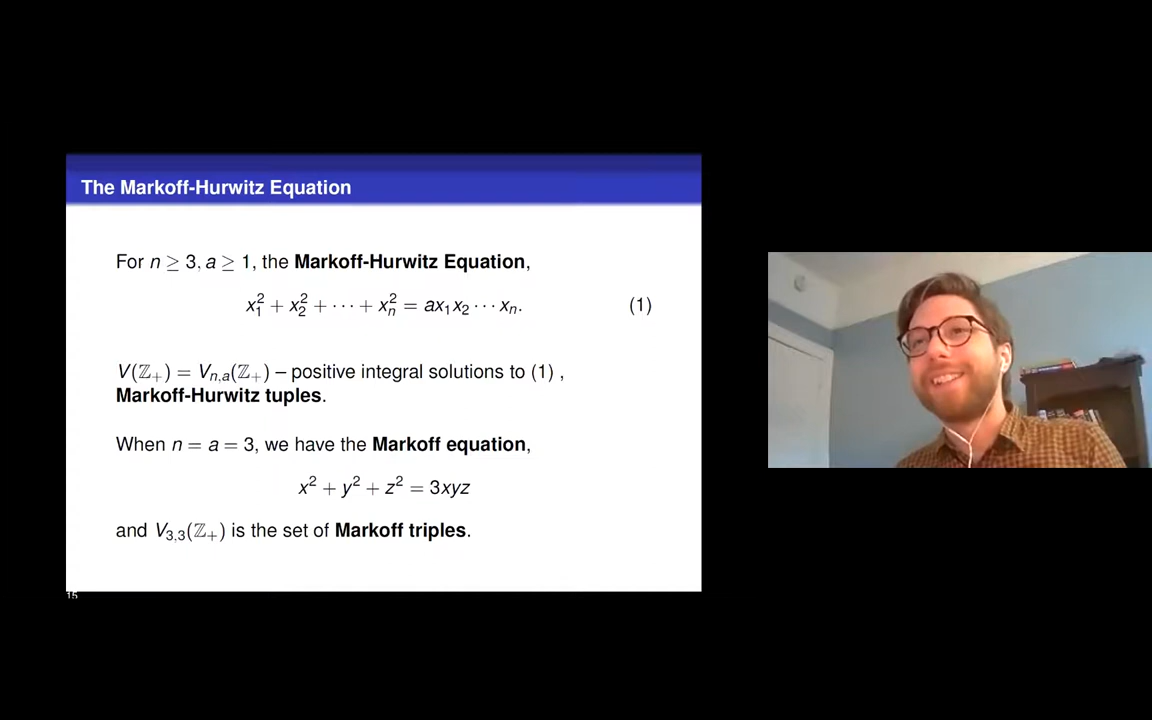 The Markoff-Hurwitz Equation
For n ≥ 3, a ≥ 1, the Markoff-Hurwitz Equation,
x₁² + x₂² + ⋯ + xₙ² = ax₁x₂ ⋯ xₙ. (1)
V(ℤ₊) = Vₙ,ₐ(ℤ₊) – positive integral solutions to (1) ,
Markoff-Hurwitz tuples.
When n = a = 3, we have the Markoff equation,
x² + y² + z² = 3xyz
and V₃,₃(ℤ₊) is the set of Markoff triples.
15